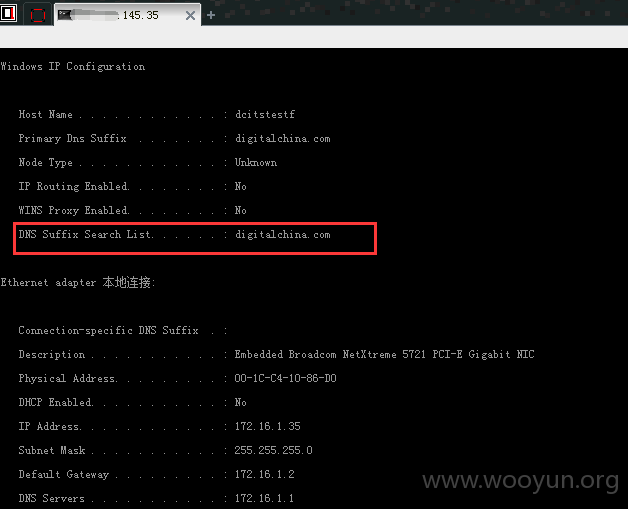 .145.35
Windows IP Configuration
Host Name . . . . . . . . . . . . : dcitstestf
Primary Dns Suffix . . . . . . . : digitalchina.com
Node Type . . . . . . . . . . . . : Unknown
IP Routing Enabled. . . . . . . . : No
WINS Proxy Enabled. . . . . . . . : No
DNS Suffix Search List. . . . . . : digitalchina.com
Ethernet adapter 本地连接:
Connection-specific DNS Suffix . :
Description . . . . . . . . . . . : Embedded Broadcom NetXtreme 5721 PCI-E Gigabit NIC
Physical Address. . . . . . . . . : 00-1C-C4-10-86-D0
DHCP Enabled. . . . . . . . . . . : No
IP Address. . . . . . . . . . . . : 172.16.1.35
Subnet Mask . . . . . . . . . . . : 255.255.255.0
Default Gateway . . . . . . . . . : 172.16.1.2
DNS Servers . . . . . . . . . . . : 172.16.1.1
www.wooyun.org